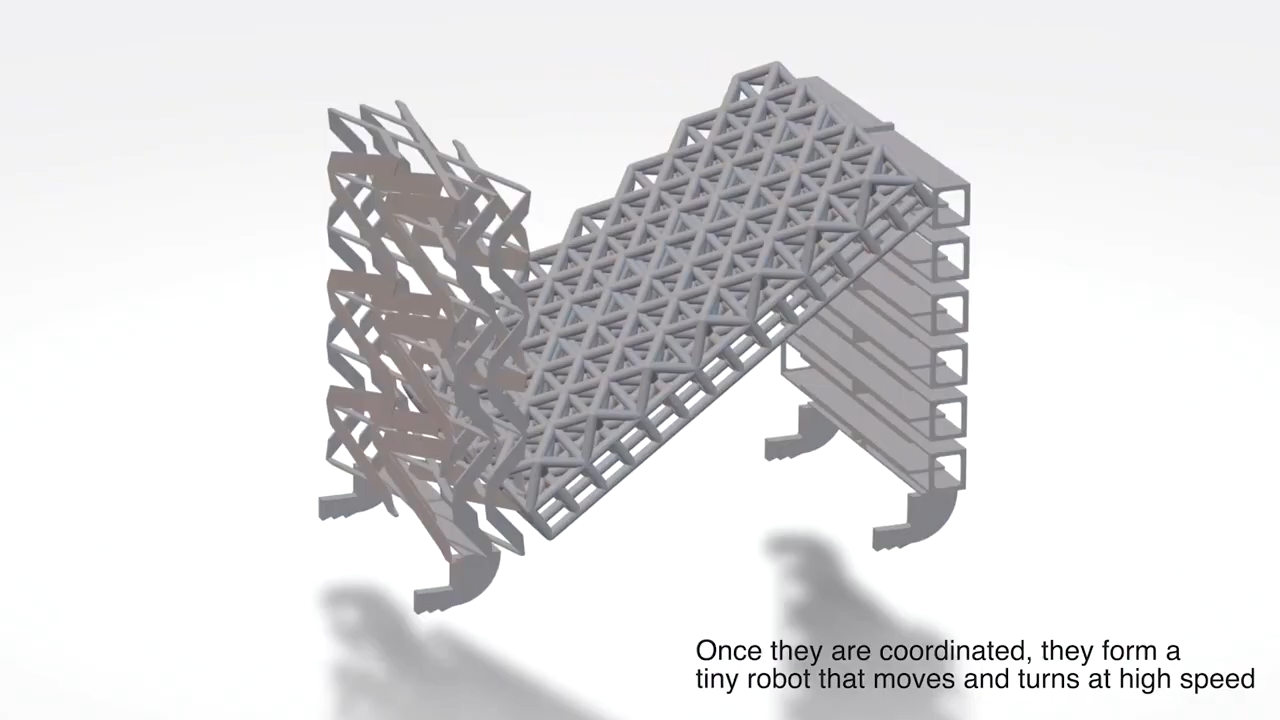 Once they are coordinated, they form a
tiny robot that moves and turns at high speed